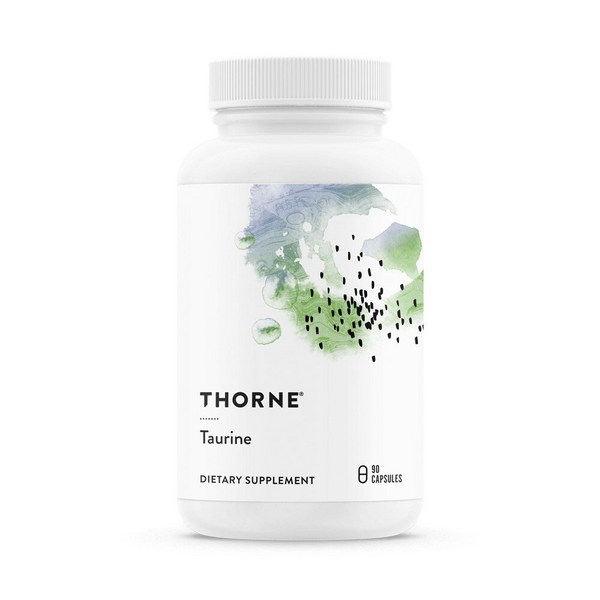 THORNE®
Taurine
DIETARY SUPPLEMENT
90
CAPSULES